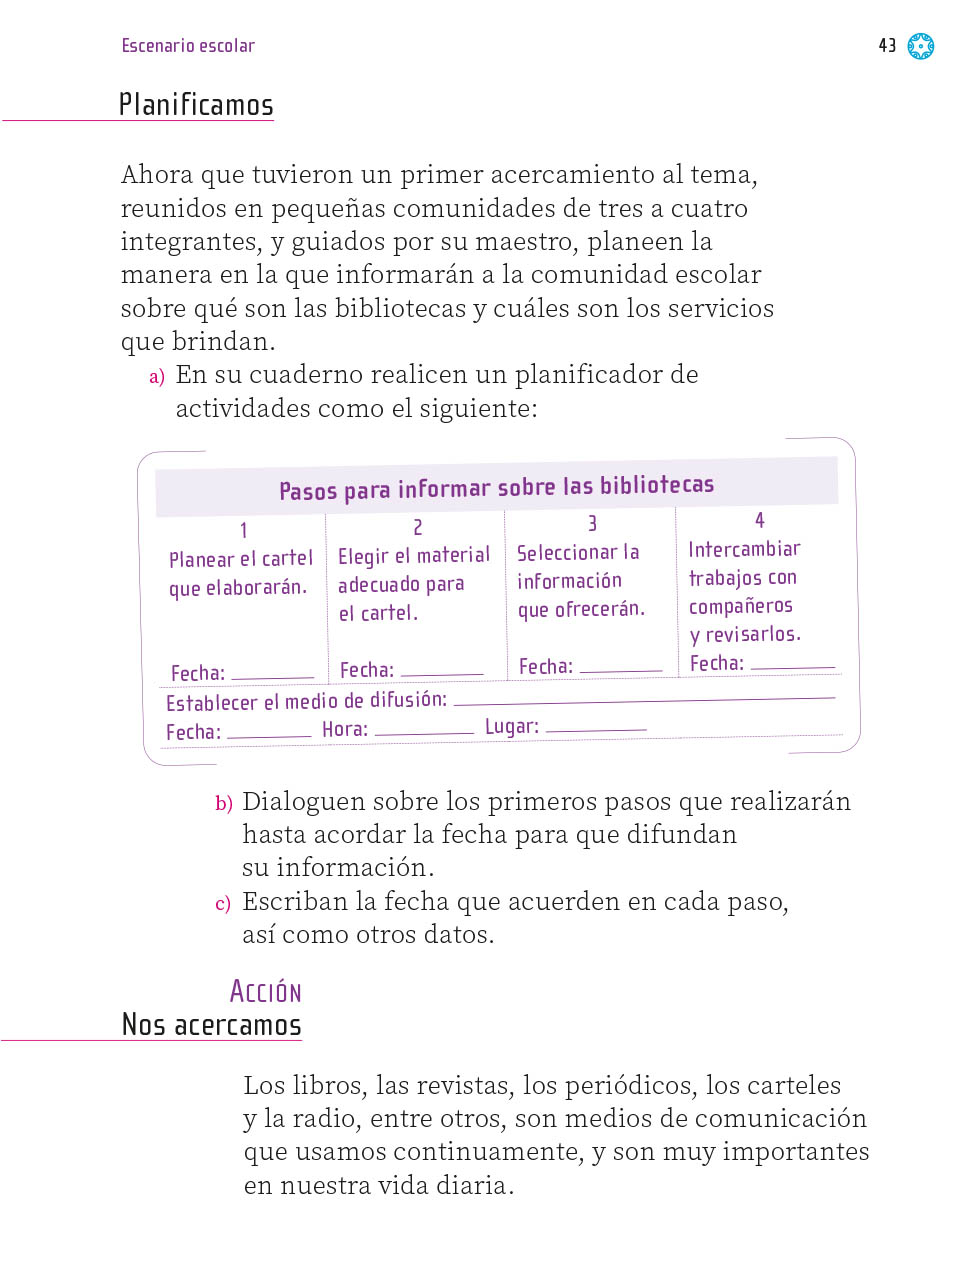 Escenario escolar
43
Planificamos
Ahora que tuvieron un primer acercamiento al tema,
reunidos en pequeñas comunidades de tres a cuatro
integrantes, y guiados por su maestro, planeen la
manera en la que informarán a la comunidad escolar
sobre qué son las bibliotecas y cuáles son los servicios
que brindan.
a) En su cuaderno realicen un planificador de
actividades como el siguiente:
Pasos para informar sobre las bibliotecas
1
Planear el cartel
que elaborarán.
Fecha:
2
Elegir el material
adecuado para
el cartel.
Fecha:
3
Seleccionar la
información
que ofrecerán.
Fecha:
4
Intercambiar
trabajos con
compañeros
y revisarlos.
Fecha:
Establecer el medio de difusión:
Fecha: Hora: Lugar:
b) Dialoguen sobre los primeros pasos que realizarán
hasta acordar la fecha para que difundan
su información.
c) Escriban la fecha que acuerden en cada paso,
así como otros datos.
ACCIÓN
Nos acercamos
Los libros, las revistas, los periódicos, los carteles
y la radio, entre otros, son medios de comunicación
que usamos continuamente, y son muy importantes
en nuestra vida diaria.